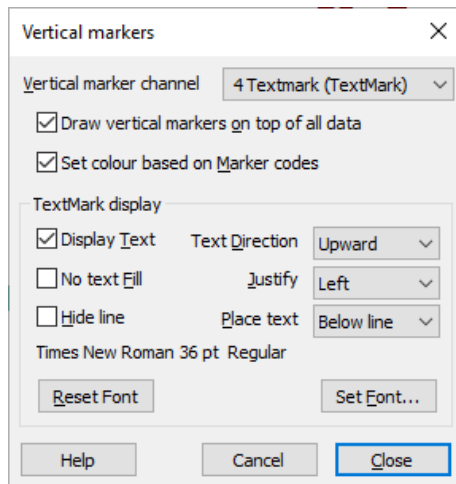 Vertical markers
Vertical marker channel 4 Textmark (TextMark)
Draw vertical markers on top of all data
Set colour based on Marker codes
TextMark display
Display Text Text Direction Upward
No text Fill Justify Left
Hide line Place text Below line
Times New Roman 36 pt Regular
Reset Font Set Font...
Help Cancel Close